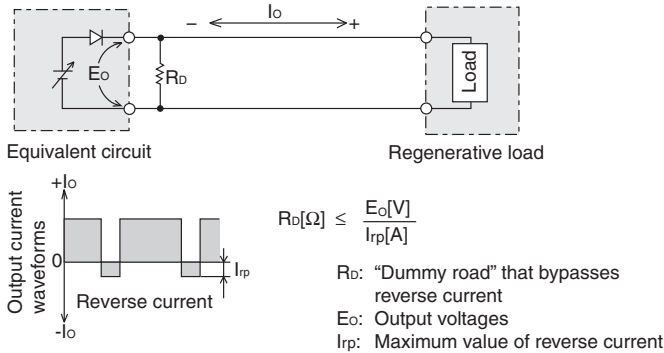 Io
− +
Eo
RD
Load
Equivalent circuit
Regenerative load
+Io
Output current
waveforms
0
Irp
Reverse current
-Io
RD[Ω] ≤ Eo[V]
Irp[A]
RD: “Dummy road” that bypasses
reverse current
Eo: Output voltages
Irp: Maximum value of reverse current